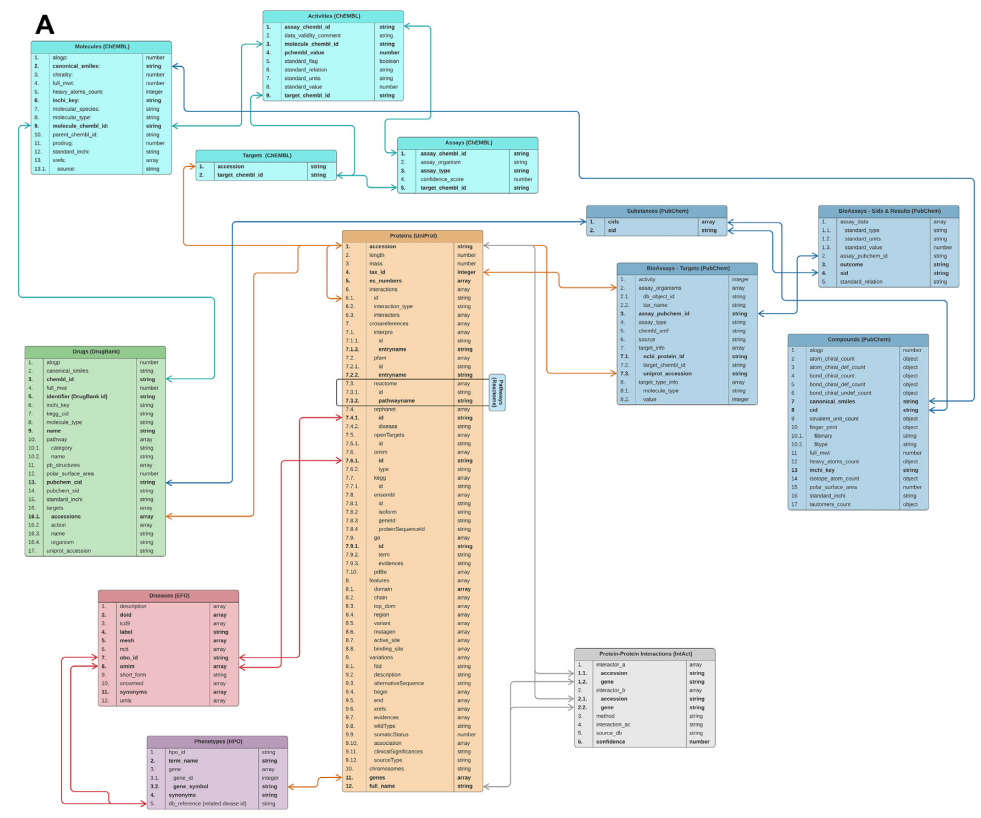 A
Activities (ChEMBL)
1. assay_chembl_id string
2. data_validity_comment string
3. molecule_chembl_id string
4. pchembl_value number
5. standard_flag boolean
6. standard_relation string
7. standard_units string
8. standard_value number
9. target_chembl_id string
Molecules (ChEMBL)
1. alogp: number
2. canonical_smiles: string
3. chirality: number
4. full_mwt: number
5. heavy_atoms_count: integer
6. inchi_key: string
7. molecular_species: string
8. molecular_type: string
9. molecule_chembl_id: string
10. parent_chembl_id: string
11. prodrug: number
12. standard_inchi: string
13. xrefs: array
13.1. source: string
Assays (ChEMBL)
1. assay_chembl_id string
2. assay_organism string
3. assay_type string
4. confidence_score number
5. target_chembl_id string
Targets (ChEMBL)
1. accession string
2. target_chembl_id string
Substances (PubChem)
1. cids array
2. sid string
BioAssays - Sids & Results (PubChem)
1. assay_data array
1.1. standard_type string
1.2. standard_units string
1.3. standard_value number
2. assay_pubchem_id string
3. outcome string
4. sid string
5. standard_relation string
Proteins (UniProt)
1. accession string
2. length number
3. mass number
4. tax_id integer
5. ec_numbers array
6. interactions array
6.1. id string
6.2. interaction_type string
6.3. interactors array
7. crossreferences array
7.1. interpro array
7.1.1. id string
7.1.2. entryname string
7.2. pfam array
7.2.1. id string
7.2.2. entryname string
7.3. reactome array
7.3.1. id string
7.3.2. pathwayname string
7.4. orphanet array
7.4.1. id string
7.4.2. disease string
7.5. openTargets array
7.5.1. id string
7.6. omim array
7.6.1. id string
7.6.2. type string
7.7. kegg array
7.7.1. id string
7.8. ensembl array
7.8.1 id string
7.8.2 isoform string
7.8.3 geneId string
7.8.4 proteinSequenceId string
7.9. go array
7.9.1. id string
7.9.2. term string
7.9.3. evidences string
7.10. pdbo array
8. features array
8.1. domain array
8.2. chain array
8.3. top_dom array
8.4. region array
8.5. variant array
8.6. mutagen array
8.7. active_site array
8.8. binding_site array
9. variations array
9.1. ftId string
9.2. description string
9.3. alternativeSequence string
9.4. begin array
9.5. end array
9.6. xrefs array
9.7. evidences array
9.8. wildType string
9.9. somaticStatus number
9.10. association array
9.11. clinicalSignificances string
9.12. sourceType string
10. chromosomes string
11. genes array
12. full_name string
Pathways
(Reactome)
BioAssays - Targets (PubChem)
1. activity integer
2. assay_organisms array
2.1. db_object_id string
2.2. tax_name string
3. assay_pubchem_id string
4. assay_type string
5. chembl_xref string
6. source string
7. target_info array
7.1. ncbi_protein_id string
7.2. target_chembl_id string
7.3. uniprot_accession string
8. target_type_info array
8.1. molecule_type string
8.2. value integer
Compounds (PubChem)
1 alogp number
2 atom_chiral_count object
3 atom_chiral_def_count object
4 bond_chiral_count object
5 bond_chiral_def_count object
6 bond_chiral_undef_count object
7 canonical_smiles string
8 cid string
9 covalent_unit_count object
10 finger_print object
10.1. $binary string
10.2. $type string
11 full_mwt number
12 heavy_atoms_count object
13 inchi_key string
14 isotope_atom_count object
15 polar_surface_area number
16 standard_inchi string
17 tautomers_count object
Drugs (DrugBank)
1. alogp number
2. canonical_smiles string
3. chembl_id string
4. full_mwt number
5. identifier (DrugBank id) string
6. inchi_key string
7. kegg_cid string
8. molecule_type string
9. name string
10. pathway array
10.1. category string
10.2. name string
11. pb_structures array
12. polar_surface_area number
13. pubchem_cid string
14. pubchem_sid string
15. standard_inchi string
16. targets array
16.1. accessions array
16.2. action array
16.3. name string
16.4. organism string
17. uniprot_accession string
Diseases (EFO)
1. description array
2. doid array
3. icd9 array
4. label string
5. mesh array
6. ncit array
7. obo_id string
8. omim array
9. short_form string
10. snowmed array
11. synonyms array
12. umls array
Protein-Protein Interactions (IntAct)
1. interactor_a array
1.1. accession string
1.2. gene string
2. interactor_b array
2.1. accession string
2.2. gene string
3. method string
4. interaction_ac string
5. source_db string
6. confidence number
Phenotypes (HPO)
1. hpo_id string
2. term_name string
3. gene array
3.1. gene_id integer
3.2. gene_symbol string
4. synonyms string
5. db_reference (related diease id) string